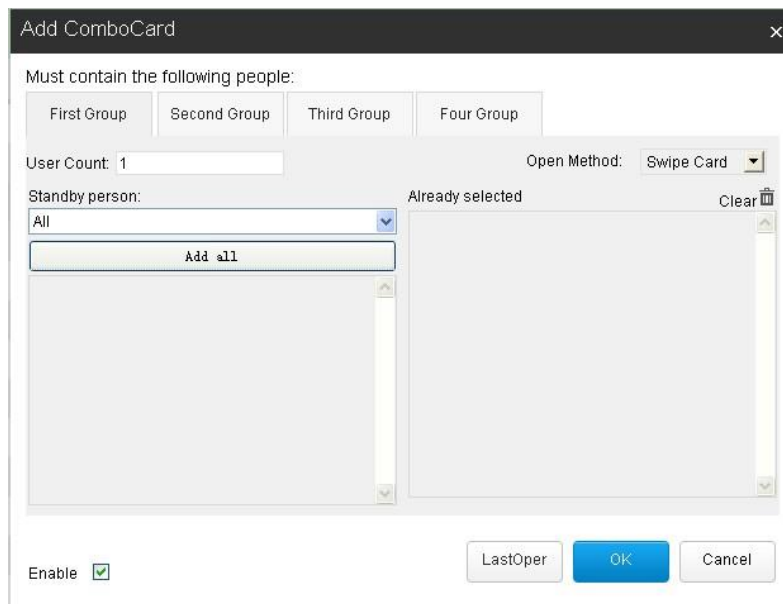 Add ComboCard
Must contain the following people:
First Group Second Group Third Group Four Group
User Count: 1 Open Method: Swipe Card
Standby person: Already selected Clear
All
Add all
Enable LastOper OK Cancel